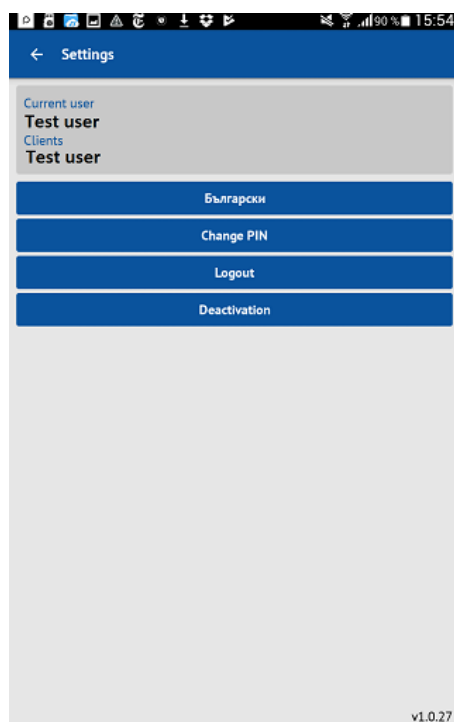 90 % 15:54
Settings
Current user
Test user
Clients
Test user
Български
Change PIN
Logout
Deactivation
v1.0.27